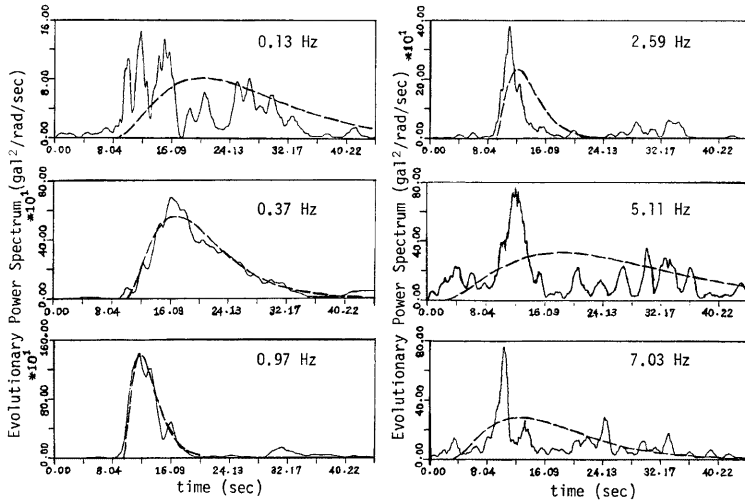 Evolutionary Power Spectrum (gal²/rad/sec)
0.13 Hz
16.00
8.00
0.00
0.00 8.04 16.09 24.13 32.17 40.22
0.37 Hz
*10¹
80.00
40.00
0.00
0.00 8.04 16.09 24.13 32.17 40.22
0.97 Hz
*10¹
160.00
80.00
0.00
0.00 8.04 16.09 24.13 32.17 40.22
time (sec)
Evolutionary Power Spectrum (gal²/rad/sec)
2.59 Hz
*10¹
40.00
20.00
0.00
0.00 8.04 16.09 24.13 32.17 40.22
5.11 Hz
80.00
40.00
0.00
0.00 8.04 16.09 24.13 32.17 40.22
7.03 Hz
80.00
40.00
0.00
0.00 8.04 16.09 24.13 32.17 40.22
time (sec)